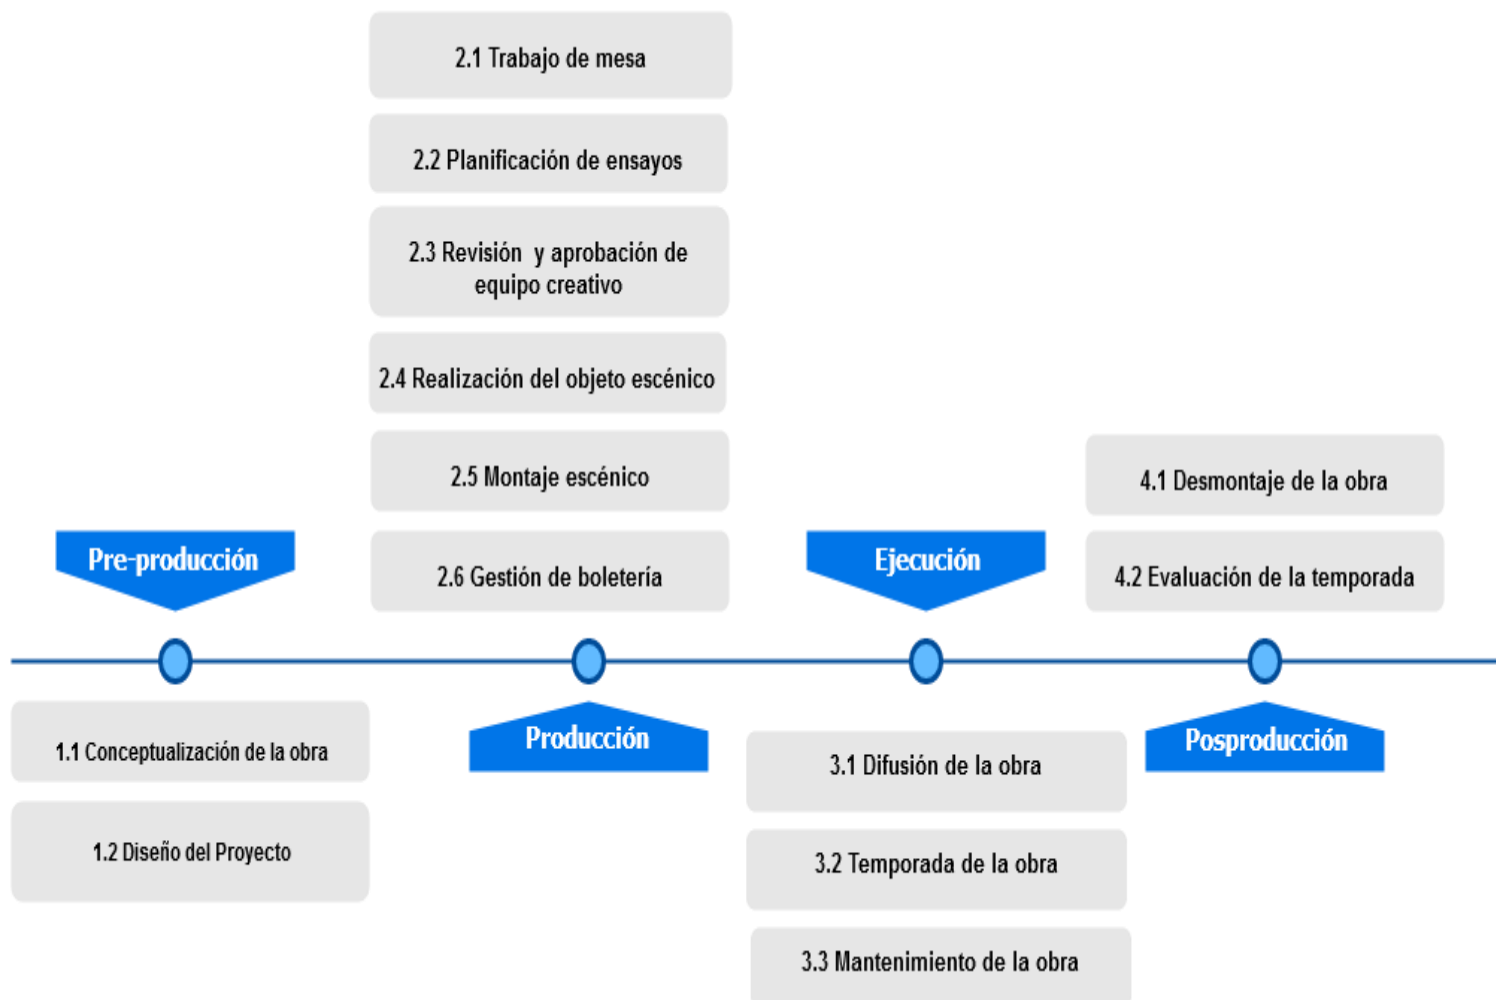 2.1 Trabajo de mesa
2.2 Planificación de ensayos
2.3 Revisión y aprobación de
equipo creativo
2.4 Realización del objeto escénico
2.5 Montaje escénico
2.6 Gestión de boletería
Pre-producción
Ejecución
4.1 Desmontaje de la obra
4.2 Evaluación de la temporada
1.1 Conceptualización de la obra
1.2 Diseño del Proyecto
Producción
3.1 Difusión de la obra
3.2 Temporada de la obra
3.3 Mantenimiento de la obra
Posproducción